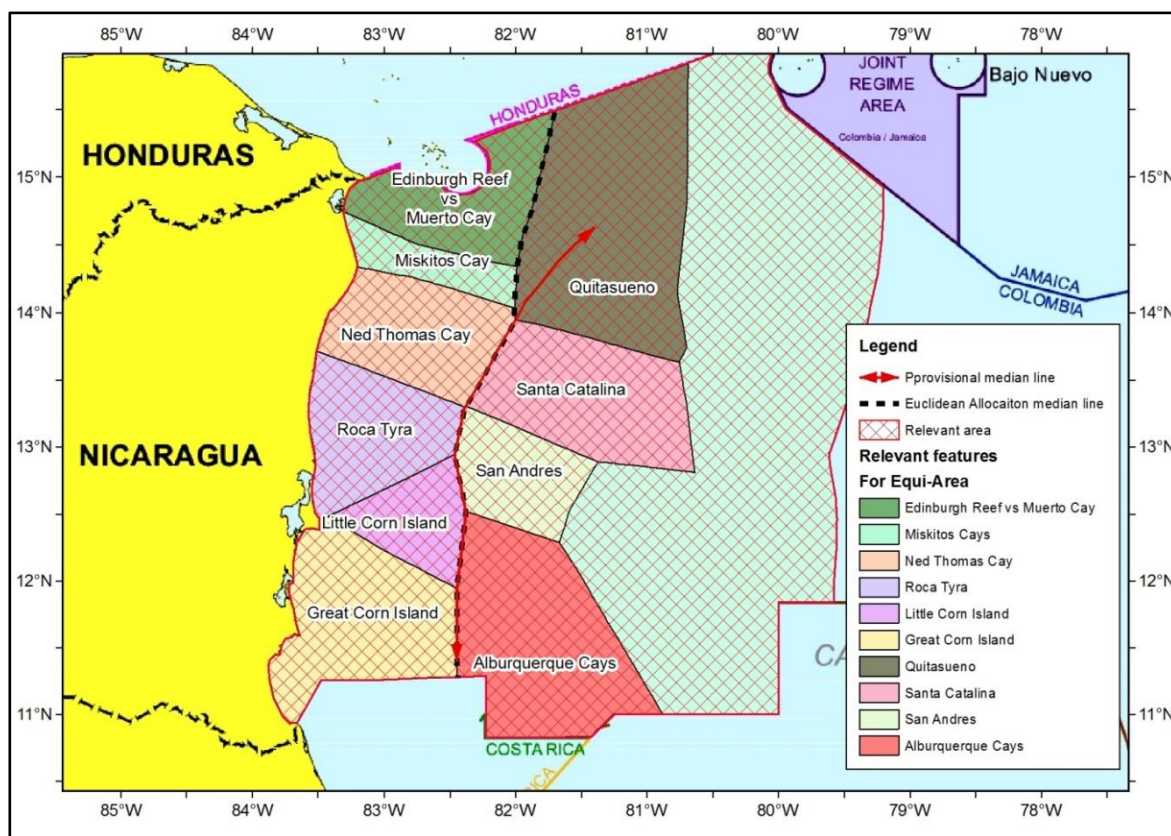 85°W 84°W 83°W 82°W 81°W 80°W 79°W 78°W
JOINT
REGIME
AREA
Colombia / Jamaica
Bajo Nuevo
HONDURAS
HONDURAS
15°N
15°N
Edinburgh Reef
vs
Muerto Cay
Miskitos Cay
Quitasueno
JAMAICA
COLOMBIA
14°N
14°N
Ned Thomas Cay
Santa Catalina
Roca Tyra
NICARAGUA
San Andres
13°N
13°N
Little Corn Island
12°N
12°N
Great Corn Island
Alburquerque Cays
CA
11°N
11°N
COSTA RICA
RICA
Legend
Pprovisional median line
Euclidean Allocaiton median line
Relevant area
Relevant features
For Equi-Area
Edinburgh Reef vs Muerto Cay
Miskitos Cays
Ned Thomas Cay
Roca Tyra
Little Corn Island
Great Corn Island
Quitasueno
Santa Catalina
San Andres
Alburquerque Cays
85°W 84°W 83°W 82°W 81°W 80°W 79°W 78°W